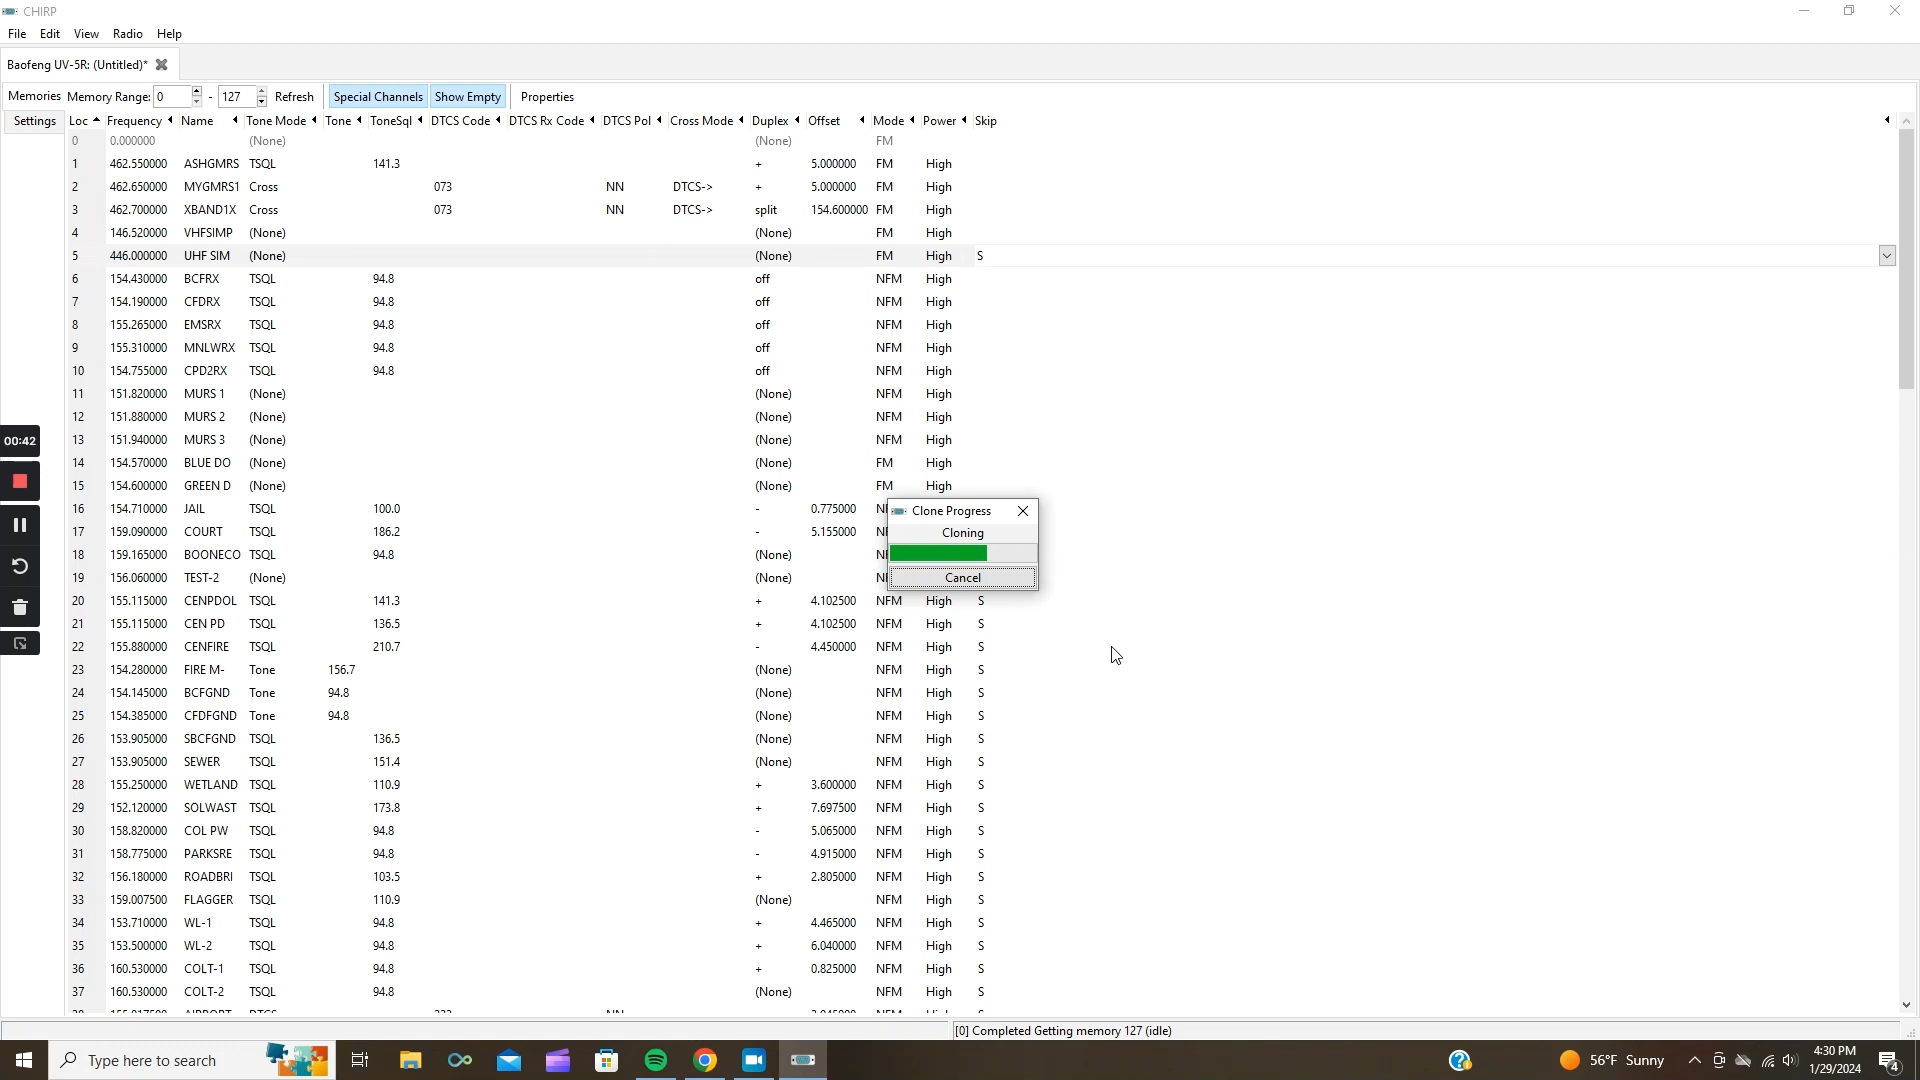 CHIRP
File Edit View Radio Help
Baofeng UV-5R: (Untitled)*
Memories Memory Range: 0 - 127 Refresh Special Channels Show Empty Properties
Settings Loc Frequency Name Tone Mode Tone ToneSql DTCS Code DTCS Rx Code DTCS Pol Cross Mode Duplex Offset Mode Power Skip
0 0.000000 (None) (None) FM
1 462.550000 ASHGMRS TSQL 141.3 + 5.000000 FM High
2 462.650000 MYGMRS1 Cross 073 NN DTCS-> + 5.000000 FM High
3 462.700000 XBAND1X Cross 073 NN DTCS-> split 154.600000 FM High
4 146.520000 VHFSIMP (None) (None) FM High
5 446.000000 UHF SIM (None) (None) FM High S
6 154.430000 BCFRX TSQL 94.8 off NFM High
7 154.190000 CFDRX TSQL 94.8 off NFM High
8 155.265000 EMSRX TSQL 94.8 off NFM High
9 155.310000 MNLWRX TSQL 94.8 off NFM High
10 154.755000 CPD2RX TSQL 94.8 off NFM High
11 151.820000 MURS 1 (None) (None) NFM High
12 151.880000 MURS 2 (None) (None) NFM High
00:42
13 151.940000 MURS 3 (None) (None) NFM High
14 154.570000 BLUE DO (None) (None) FM High
15 154.600000 GREEN D (None) (None) FM High
16 154.710000 JAIL TSQL 100.0 - 0.775000
Clone Progress
17 159.090000 COURT TSQL 186.2 - 5.155000
Cloning
18 159.165000 BOONECO TSQL 94.8 (None)
19 156.060000 TEST-2 (None) (None)
Cancel
20 155.115000 CENPDOL TSQL 141.3 + 4.102500 NFM High S
21 155.115000 CEN PD TSQL 136.5 + 4.102500 NFM High S
22 155.880000 CENFIRE TSQL 210.7 - 4.450000 NFM High S
23 154.280000 FIRE M- Tone 156.7 (None) NFM High S
24 154.145000 BCFGND Tone 94.8 (None) NFM High S
25 154.385000 CFDFGND Tone 94.8 (None) NFM High S
26 153.905000 SBCFGND TSQL 136.5 (None) NFM High S
27 153.905000 SEWER TSQL 151.4 (None) NFM High S
28 155.250000 WETLAND TSQL 110.9 + 3.600000 NFM High S
29 152.120000 SOLWAST TSQL 173.8 + 7.697500 NFM High S
30 158.820000 COL PW TSQL 94.8 - 5.065000 NFM High S
31 158.775000 PARKSRE TSQL 94.8 - 4.915000 NFM High S
32 156.180000 ROADBRI TSQL 103.5 + 2.805000 NFM High S
33 159.007500 FLAGGER TSQL 110.9 (None) NFM High S
34 153.710000 WL-1 TSQL 94.8 + 4.465000 NFM High S
35 153.500000 WL-2 TSQL 94.8 + 6.040000 NFM High S
36 160.530000 COLT-1 TSQL 94.8 + 0.825000 NFM High S
37 160.530000 COLT-2 TSQL 94.8 (None) NFM High S
[0] Completed Getting memory 127 (idle)
Type here to search
56°F Sunny
4:30 PM
1/29/2024
4